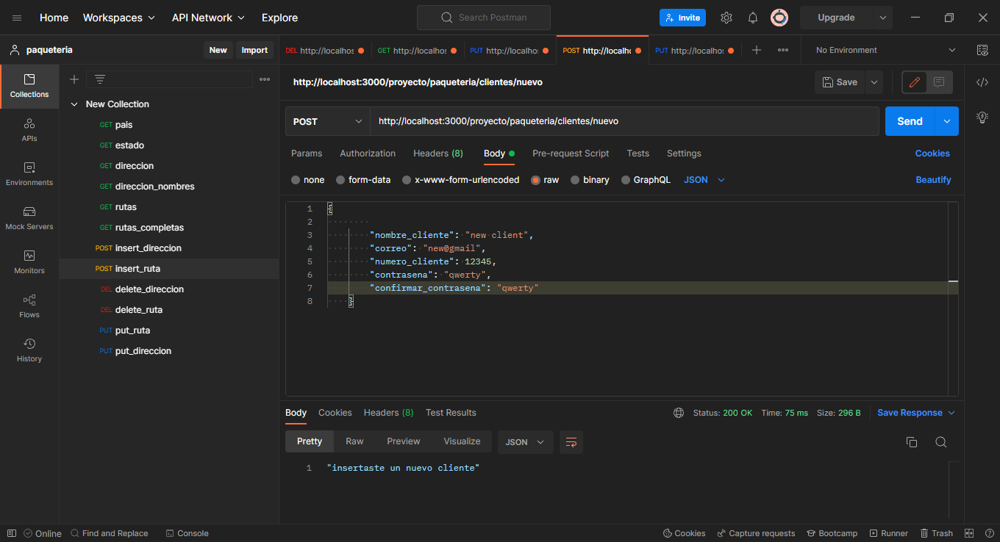 Home Workspaces API Network Explore Search Postman Invite Upgrade
paqueteria New Import
DEL http://localhos GET http://localhos PUT http://localhos POST http://localh PUT http://localhos No Environment
Collections
APIs
Environments
Mock Servers
Monitors
Flows
History
New Collection
GET pais
GET estado
GET direccion
GET direccion_nombres
GET rutas
GET rutas_completas
POST insert_direccion
POST insert_ruta
DEL delete_direccion
DEL delete_ruta
PUT put_ruta
PUT put_direccion
http://localhost:3000/proyecto/paqueteria/clientes/nuevo Save
POST http://localhost:3000/proyecto/paqueteria/clientes/nuevo Send
Params Authorization Headers (8) Body Pre-request Script Tests Settings Cookies
none form-data x-www-form-urlencoded raw binary GraphQL JSON Beautify
1 {
2
3 "nombre_cliente": "new client",
4 "correo": "new@gmail",
5 "numero_cliente": 12345,
6 "contrasena": "qwerty",
7 "confirmar_contrasena": "qwerty"
8 }
Body Cookies Headers (8) Test Results Status: 200 OK Time: 75 ms Size: 296 B Save Response
Pretty Raw Preview Visualize JSON
1 "insertaste un nuevo cliente"
Online Find and Replace Console Cookies Capture requests Bootcamp Runner Trash